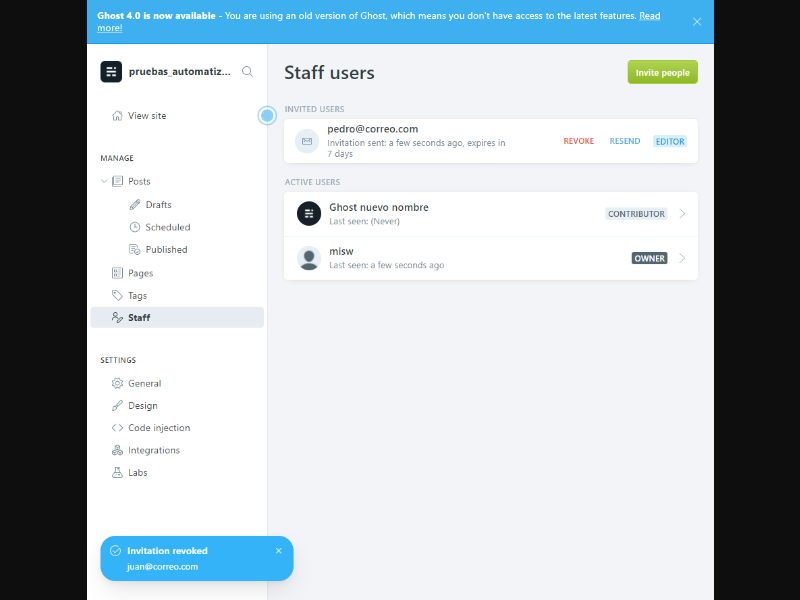 Ghost 4.0 is now available - You are using an old version of Ghost, which means you don't have access to the latest features. Read
more!
pruebas_automatiz...
View site
MANAGE
Posts
Drafts
Scheduled
Published
Pages
Tags
Staff
SETTINGS
General
Design
Code injection
Integrations
Labs
Staff users
Invite people
INVITED USERS
pedro@correo.com
Invitation sent: a few seconds ago, expires in
7 days
REVOKE RESEND EDITOR
ACTIVE USERS
Ghost nuevo nombre
Last seen: (Never)
CONTRIBUTOR
misw
Last seen: a few seconds ago
OWNER
Invitation revoked
juan@correo.com